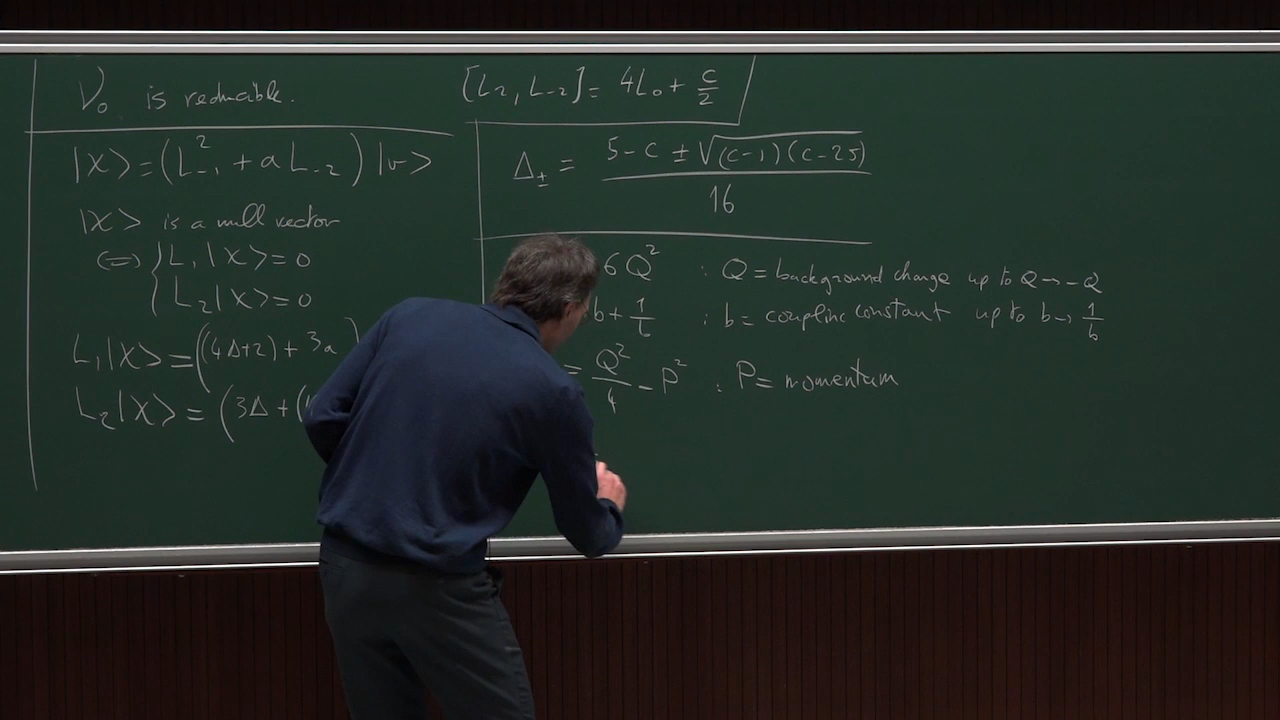 V₀ is reducible.
|χ> = (L₋₁² + a L₋₂) |v>
|χ> is a null vector
(=) { L₁|χ> = 0
{ L₂|χ> = 0
L₁|χ> = ((4Δ+2) + 3a )
L₂|χ> = (3Δ + (
[L₂, L₋₂] = 4L₀ + c/2
Δ± = (5 - c ± √((c-1)(c-25))) / 16
6Q² : Q = background charge up to Q → -Q
b + 1/b : b = coupling constant up to b → 1/b
= Q²/4 - P² : P = momentum